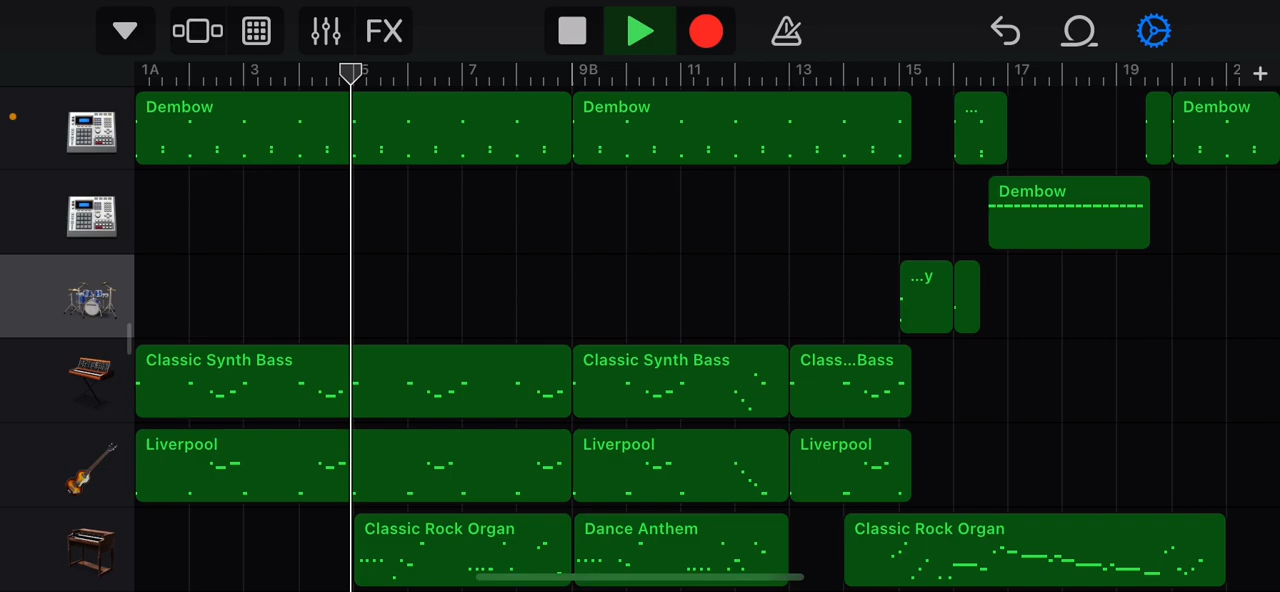 FX
1A 3 5 7 9B 11 13 15 17 19 2 +
Dembow Dembow ... Dembow
Dembow
...y
Classic Synth Bass Classic Synth Bass Class...Bass
Liverpool Liverpool Liverpool
Classic Rock Organ Dance Anthem Classic Rock Organ